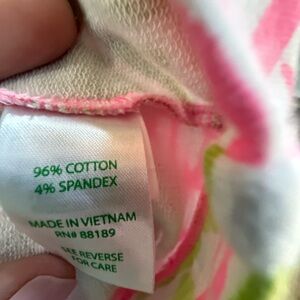 96% COTTON
4% SPANDEX
MADE IN VIETNAM
RN# 88189
SEE REVERSE
FOR CARE